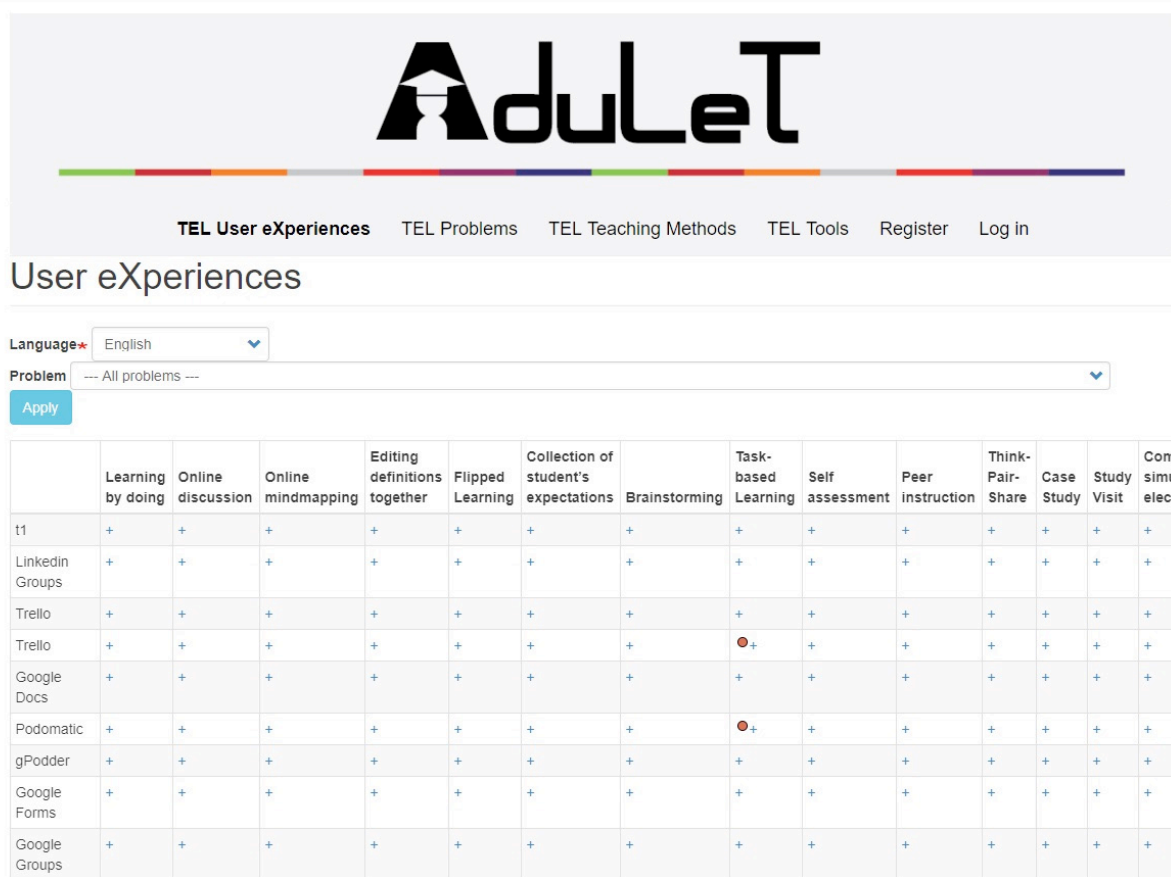 AduLeT
TEL User eXperiences TEL Problems TEL Teaching Methods TEL Tools Register Log in
User eXperiences
Language* English
Problem --- All problems ---
Apply
Learning by doing Online discussion Online mindmapping Editing definitions together Flipped Learning Collection of student's expectations Brainstorming Task-based Learning Self assessment Peer instruction Think-Pair-Share Case Study Study Visit
t1 + + + + + + + + + + + + + +
Linkedin Groups + + + + + + + + + + + + + +
Trello + + + + + + + + + + + + + +
Trello + + + + + + + + + + + + + +
Google Docs + + + + + + + + + + + + + +
Podomatic + + + + + + + + + + + + + +
gPodder + + + + + + + + + + + + + +
Google Forms + + + + + + + + + + + + + +
Google Groups + + + + + + + + + + + + + +